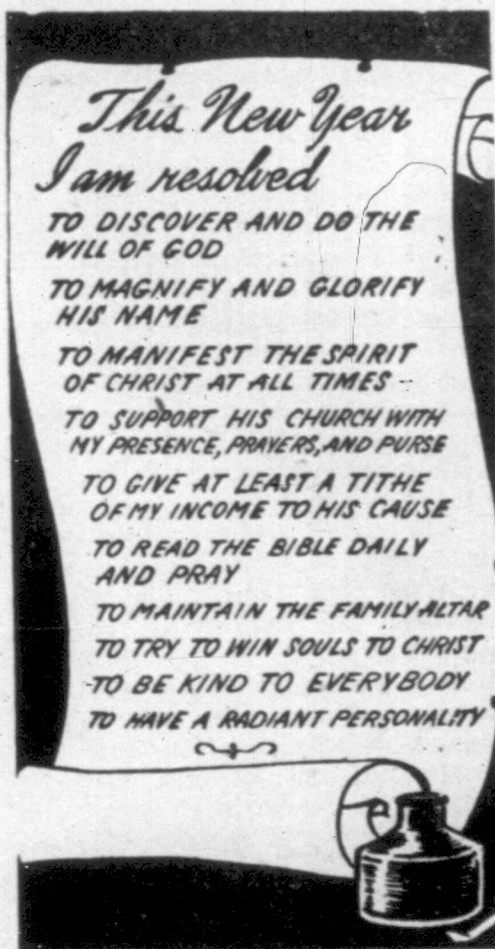 This New Year
I am resolved
TO DISCOVER AND DO THE
WILL OF GOD
TO MAGNIFY AND GLORIFY
HIS NAME
TO MANIFEST THE SPIRIT
OF CHRIST AT ALL TIMES
TO SUPPORT HIS CHURCH WITH
MY PRESENCE, PRAYERS, AND PURSE
TO GIVE AT LEAST A TITHE
OF MY INCOME TO HIS CAUSE
TO READ THE BIBLE DAILY
AND PRAY
TO MAINTAIN THE FAMILY ALTAR
TO TRY TO WIN SOULS TO CHRIST
TO BE KIND TO EVERYBODY
TO HAVE A RADIANT PERSONALITY